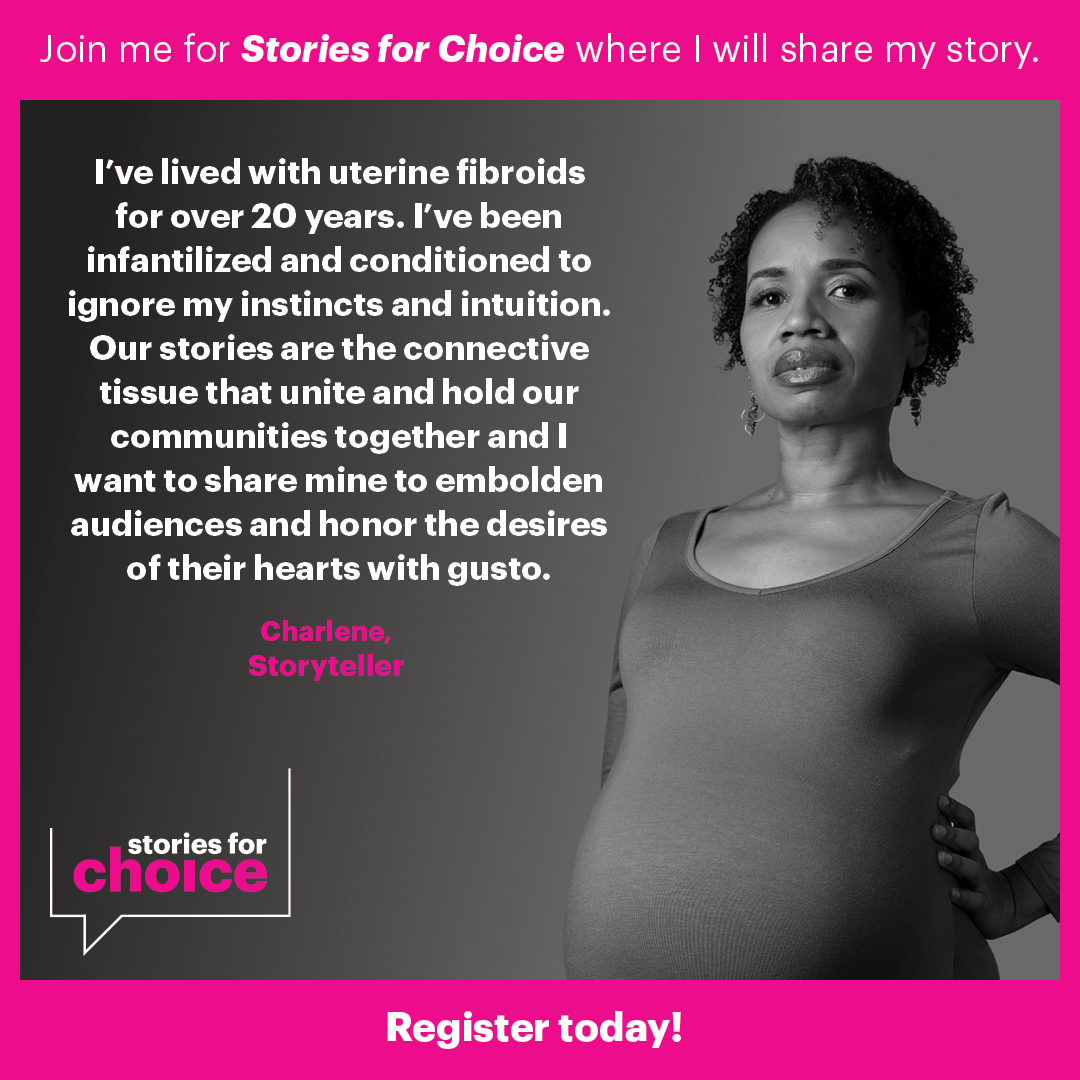 Join me for Stories for Choice where I will share my story.
I’ve lived with uterine fibroids
for over 20 years. I’ve been
infantilized and conditioned to
ignore my instincts and intuition.
Our stories are the connective
tissue that unite and hold our
communities together and I
want to share mine to embolden
audiences and honor the desires
of their hearts with gusto.
Charlene,
Storyteller
stories for
choice
Register today!